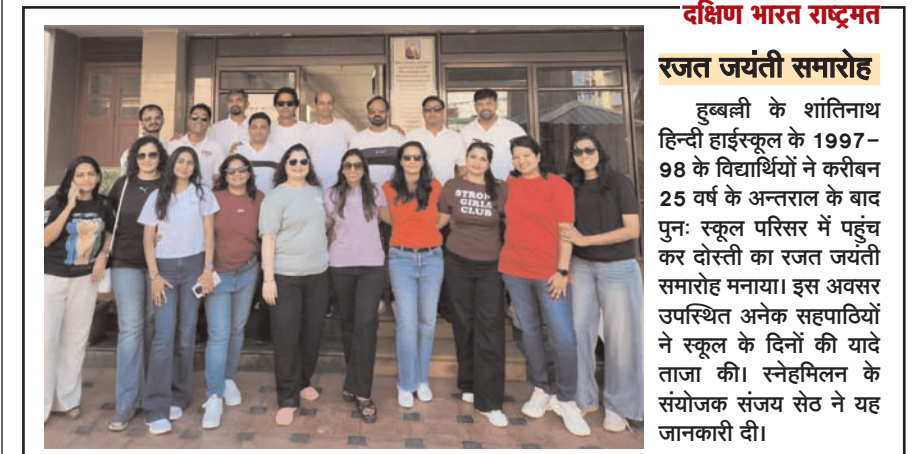 दक्षिण भारत राष्ट्रमत
रजत जयंती समारोह
हुब्बल्ली के शांतिनाथ
हिन्दी हाईस्कूल के 1997-
98 के विद्यार्थियों ने करीबन
25 वर्ष के अन्तराल के बाद
पुनः स्कूल परिसर में पहुंच
कर दोस्ती का रजत जयंती
समारोह मनाया। इस अवसर
उपस्थित अनेक सहपाठियों
ने स्कूल के दिनों की यादे
ताजा की। स्नेहमिलन के
संयोजक संजय सेठ ने यह
जानकारी दी।
STRON
GIRLS
CLUB